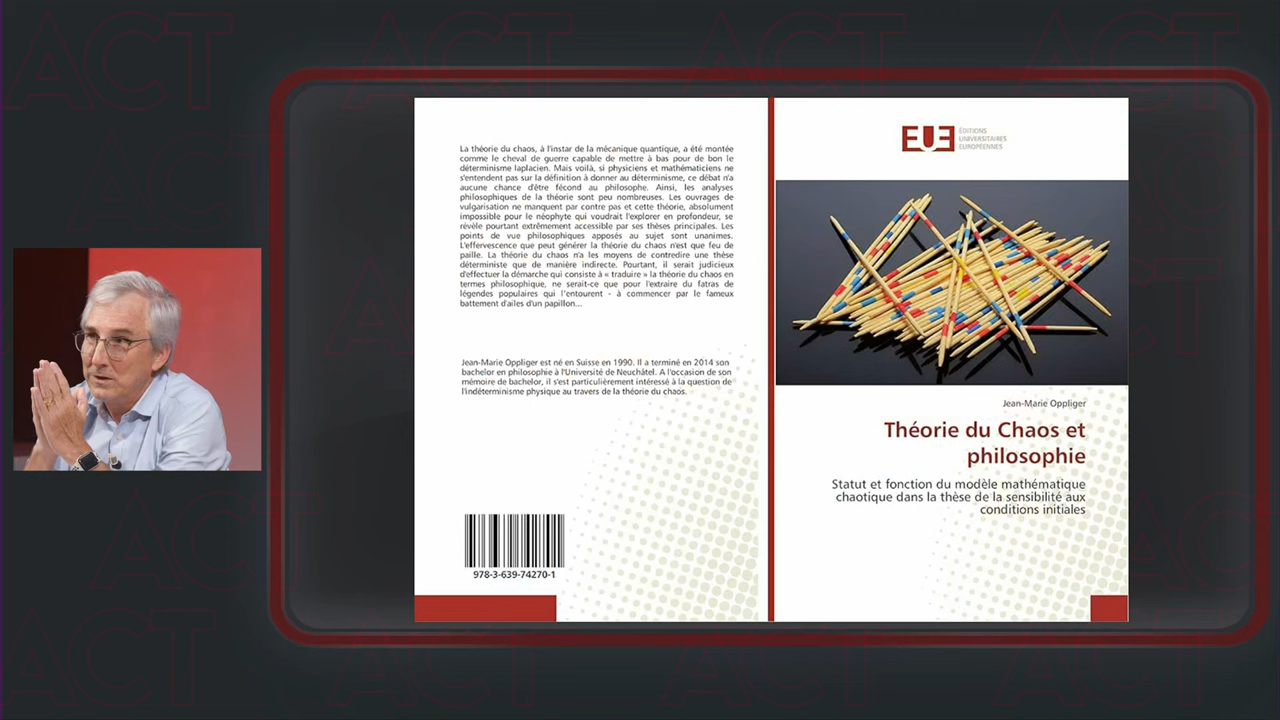 ACT ACT ACT ACT
La théorie du chaos, à l'instar de la mécanique quantique, a été montée
comme le cheval de guerre capable de mettre à bas pour de bon le
déterminisme laplacien. Mais voilà, si physiciens et mathématiciens ne
s'entendent pas sur la définition à donner au déterminisme, ce débat n'a
aucune chance d'être fécond au philosophe. Ainsi, les analyses
philosophiques de la théorie sont peu nombreuses. Les ouvrages de
vulgarisation ne manquent par contre pas et cette théorie, absolument
impossible pour le néophyte qui voudrait l'explorer en profondeur, se
révèle pourtant extrêmement accessible par ses thèses principales. Les
points de vue philosophiques apposés au sujet sont unanimes.
L'effervescence que peut générer la théorie du chaos n'est que feu de
paille. La théorie du chaos n'a les moyens de contredire une thèse
déterministe que de manière indirecte. Pourtant, il serait judicieux
d'effectuer la démarche qui consiste à « traduire » la théorie du chaos en
termes philosophique, ne serait-ce que pour l'extraire du fatras de
légendes populaires qui l'entourent - à commencer par le fameux
battement d'ailes d'un papillon...
Jean-Marie Oppliger est né en Suisse en 1990. Il a terminé en 2014 son
bachelor en philosophie à l'Université de Neuchâtel. A l'occasion de son
mémoire de bachelor, il s'est particulièrement intéressé à la question de
l'indéterminisme physique au travers de la théorie du chaos.
978-3-639-74270-1
EUE
ÉDITIONS
UNIVERSITAIRES
EUROPÉENNES
Jean-Marie Oppliger
Théorie du Chaos et
philosophie
Statut et fonction du modèle mathématique
chaotique dans la thèse de la sensibilité aux
conditions initiales